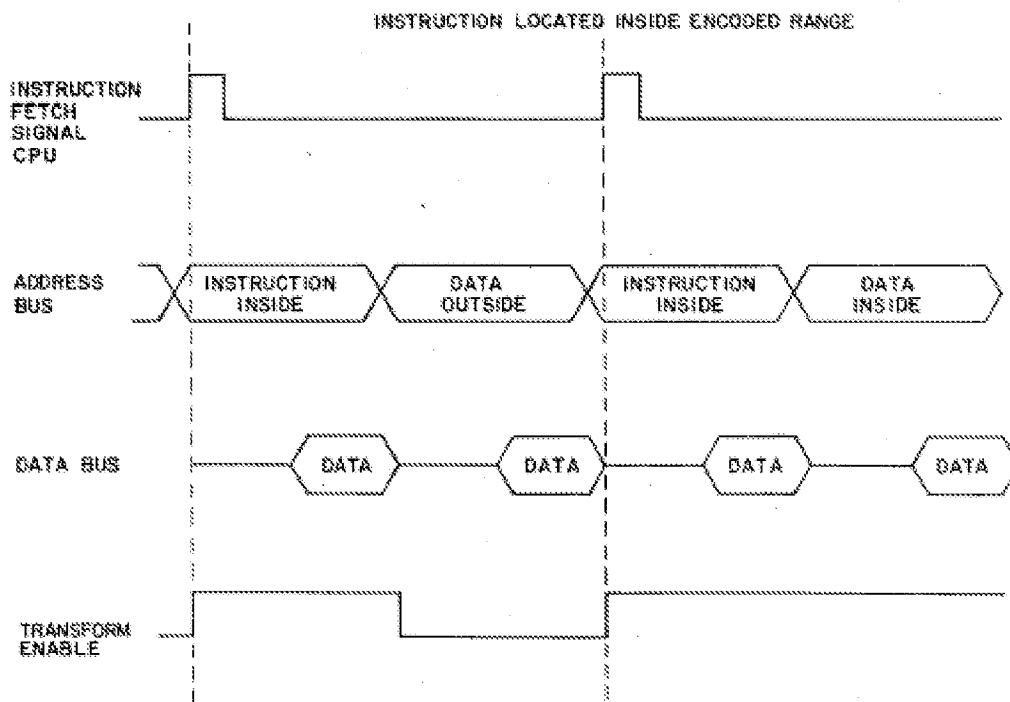 INSTRUCTION LOCATED INSIDE ENCODED RANGE
INSTRUCTION
FETCH
SIGNAL
CPU
ADDRESS
BUS
INSTRUCTION
INSIDE
DATA
OUTSIDE
INSTRUCTION
INSIDE
DATA
INSIDE
DATA BUS
DATA
DATA
DATA
DATA
TRANSFORM
ENABLE